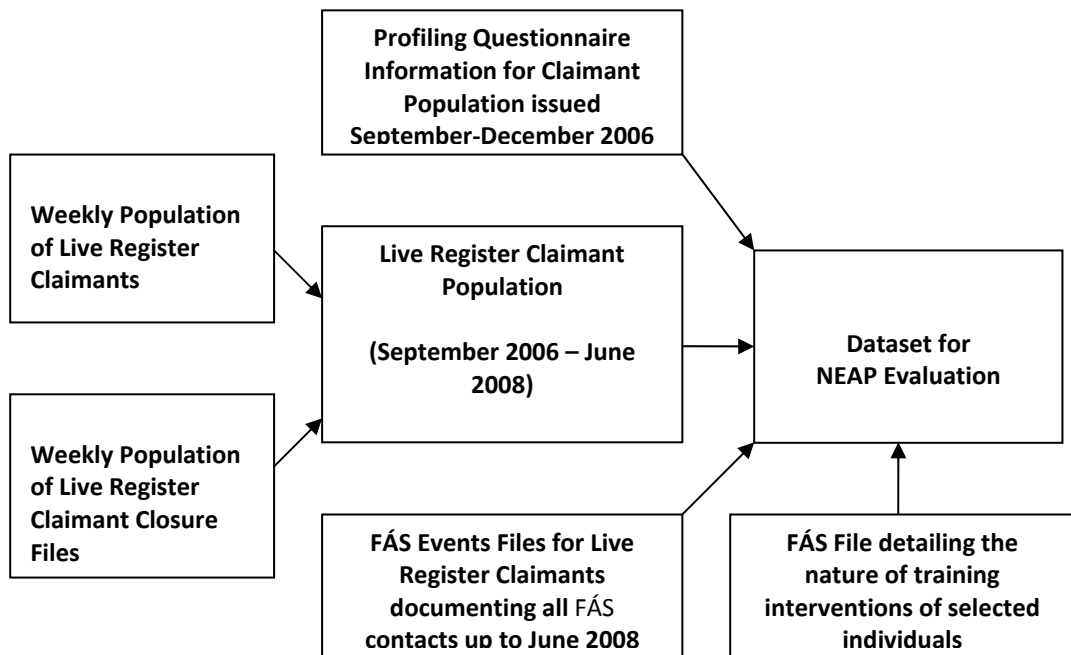 Profiling Questionnaire
Information for Claimant
Population issued
September-December 2006
Weekly Population
of Live Register
Claimants
Live Register Claimant
Population
(September 2006 – June
2008)
Dataset for
NEAP Evaluation
Weekly Population
of Live Register
Claimant Closure
Files
FÁS Events Files for Live
Register Claimants
documenting all FÁS
contacts up to June 2008
FÁS File detailing the
nature of training
interventions of selected
individuals